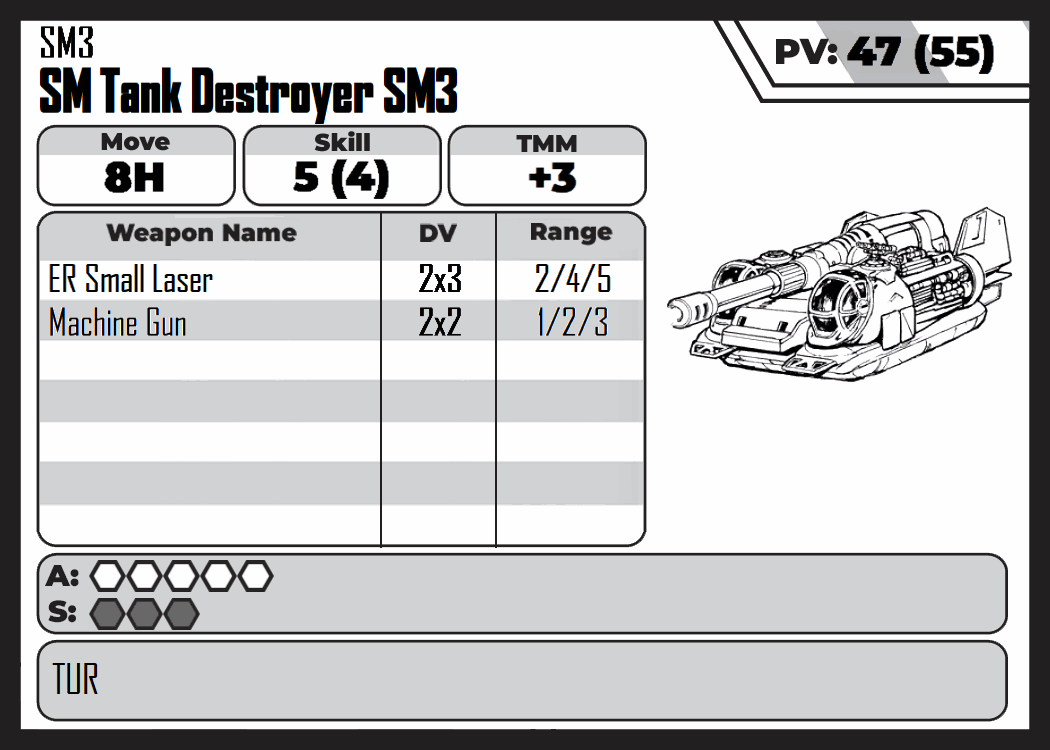 SM3
SM Tank Destroyer SM3
PV: 47 (55)
Move Skill TMM
8H 5 (4) +3
Weapon Name DV Range
ER Small Laser 2x3 2/4/5
Machine Gun 2x2 1/2/3
A:
S:
TUR